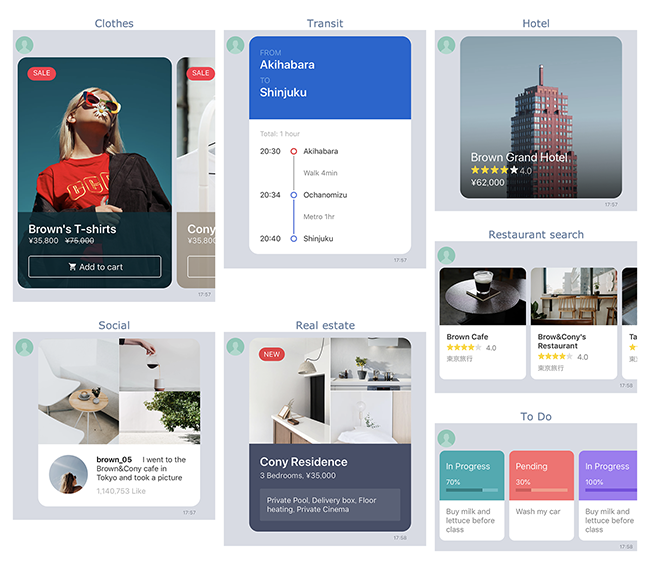 Clothes
SALE
SALE
Brown's T-shirts
¥35,800 ¥75,000
Add to cart
Cony
¥35,8
17:57
Transit
FROM
Akihabara
TO
Shinjuku
Total: 1 hour
20:30 Akihabara
Walk 4min
20:34 Ochanomizu
Metro 1hr
20:40 Shinjuku
17:57
Hotel
Brown Grand Hotel
4.0
¥62,000
17:57
Restaurant search
Brown Cafe
4.0
東京旅行
Brow&Cony's
Restaurant
4.0
東京旅行
Ta
東京
17:58
Social
brown_05 I went to the
Brown&Cony cafe in
Tokyo and took a picture
1,140,753 Like
17:57
Real estate
NEW
Cony Residence
3 Bedrooms, ¥35,000
Private Pool, Delivery box, Floor
heating, Private Cinema
17:58
To Do
In Progress
70%
Buy milk and
lettuce before
class
Pending
30%
Wash my car
In Progress
100%
Buy milk and
lettuce before
class
17:58